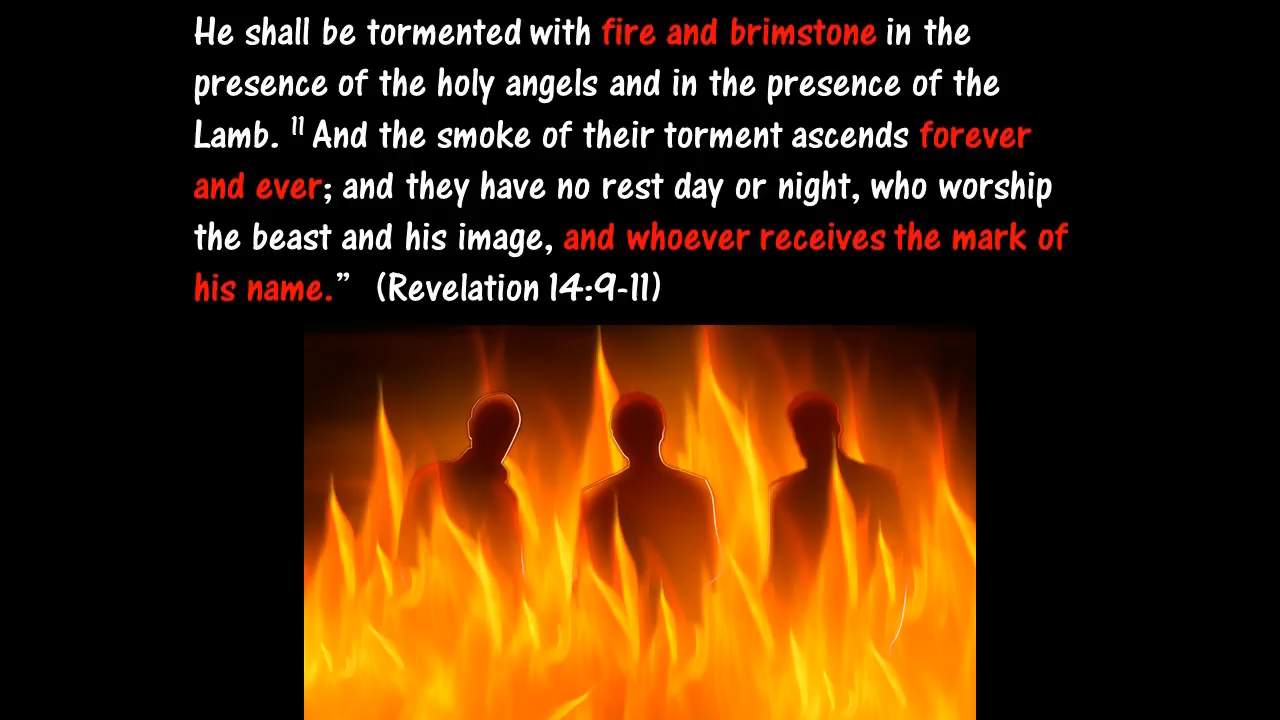 He shall be tormented with fire and brimstone in the
presence of the holy angels and in the presence of the
Lamb. 11 And the smoke of their torment ascends forever
and ever; and they have no rest day or night, who worship
the beast and his image, and whoever receives the mark of
his name.” (Revelation 14:9-11)